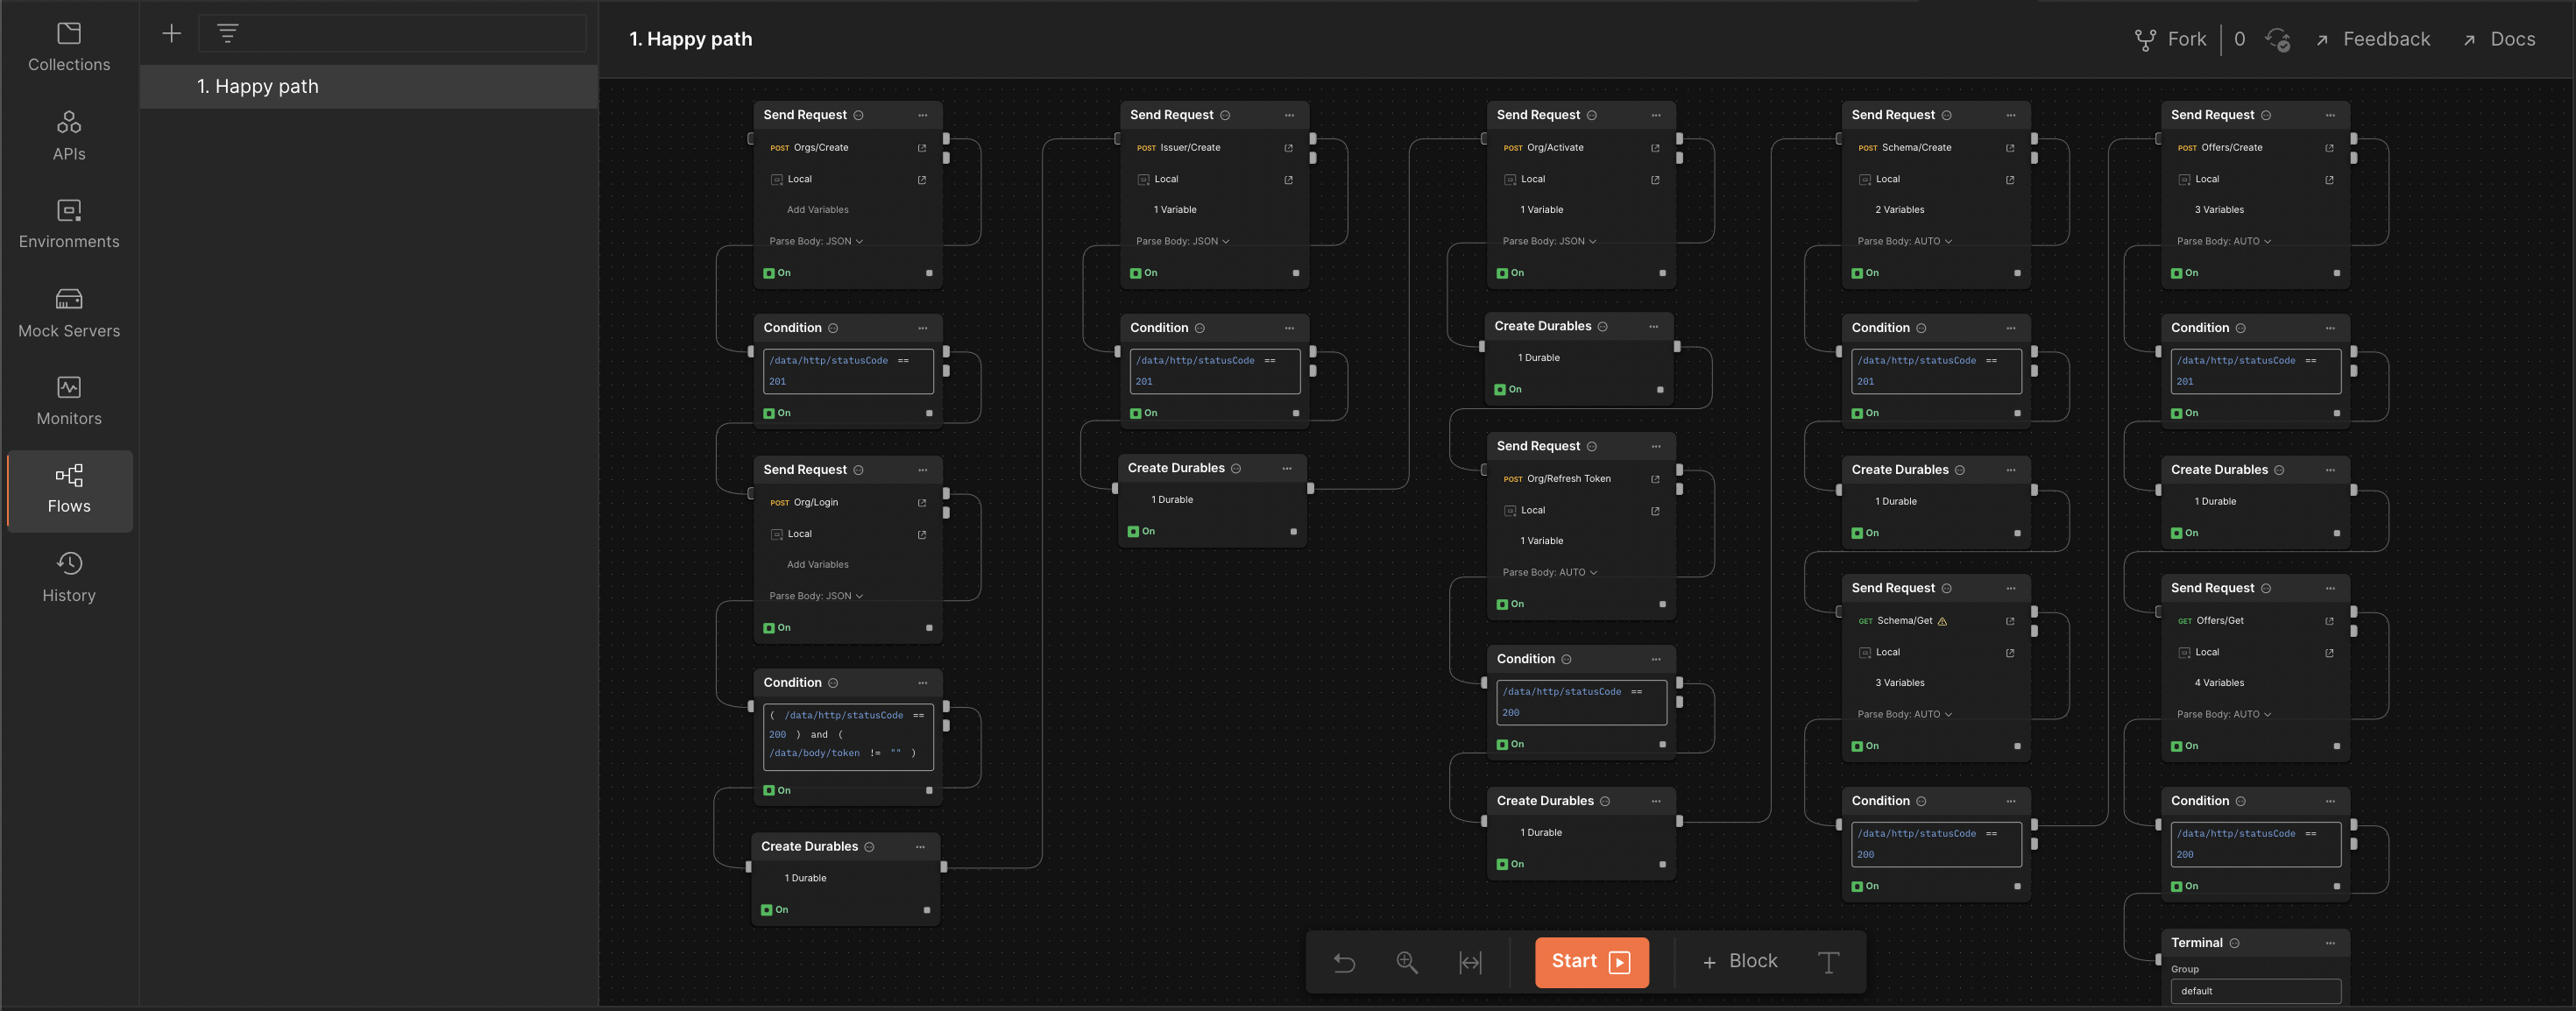 Collections
APIs
Environments
Mock Servers
Monitors
Flows
History
1. Happy path
1. Happy path
Fork
0
Feedback
Docs
Send Request
POST Orgs/Create
Local
Add Variables
Parse Body: JSON
On
Condition
/data/http/statusCode ==
201
On
Send Request
POST Org/Login
Local
Add Variables
Parse Body: JSON
On
Condition
( /data/http/statusCode ==
200 ) and (
/data/body/token != "" )
On
Create Durables
1 Durable
On
Send Request
POST Issuer/Create
Local
1 Variable
Parse Body: JSON
On
Condition
/data/http/statusCode ==
201
On
Create Durables
1 Durable
On
Send Request
POST Org/Activate
Local
1 Variable
Parse Body: JSON
On
Create Durables
1 Durable
On
Send Request
POST Org/Refresh Token
Local
1 Variable
Parse Body: AUTO
On
Condition
/data/http/statusCode ==
200
On
Create Durables
1 Durable
On
Send Request
POST Schema/Create
Local
2 Variables
Parse Body: AUTO
On
Condition
/data/http/statusCode ==
201
On
Create Durables
1 Durable
On
Send Request
GET Schema/Get
Local
3 Variables
Parse Body: AUTO
On
Condition
/data/http/statusCode ==
200
On
Send Request
POST Offers/Create
Local
3 Variables
Parse Body: AUTO
On
Condition
/data/http/statusCode ==
201
On
Create Durables
1 Durable
On
Send Request
GET Offers/Get
Local
4 Variables
Parse Body: AUTO
On
Condition
/data/http/statusCode ==
200
On
Terminal
Group
default
Start
+ Block
T